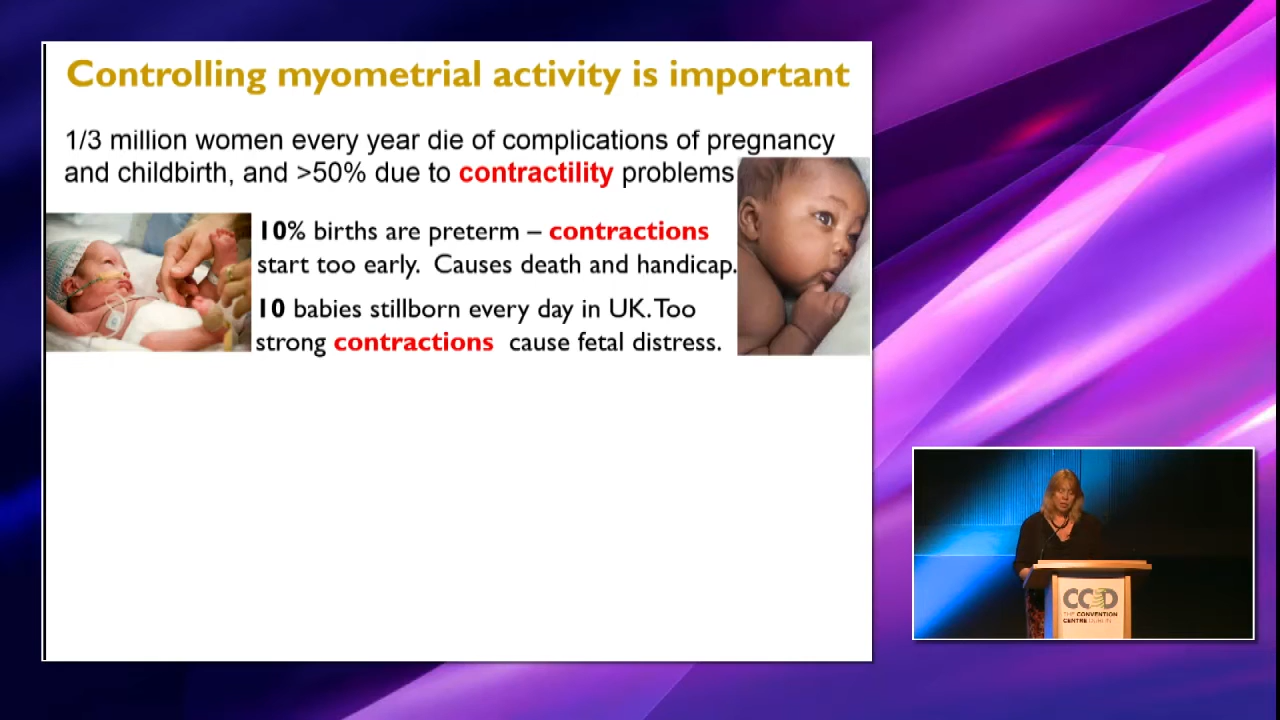 Controlling myometrial activity is important
1/3 million women every year die of complications of pregnancy
and childbirth, and >50% due to contractility problems
10% births are preterm – contractions
start too early. Causes death and handicap.
10 babies stillborn every day in UK. Too
strong contractions cause fetal distress.
CCD
THE CONVENTION
CENTRE DUBLIN